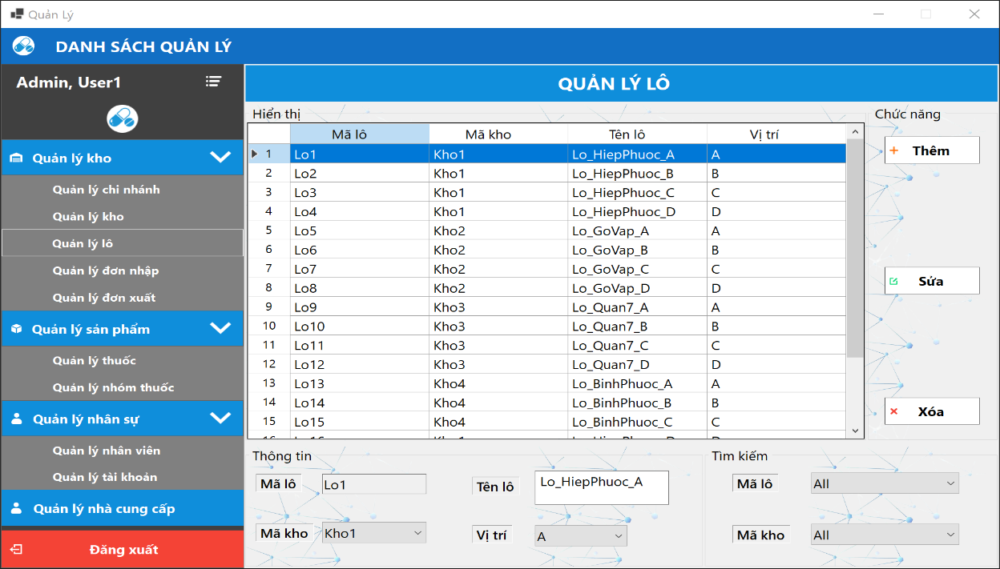 Quản Lý
DANH SÁCH QUẢN LÝ
Admin, User1
Quản lý kho
Quản lý chi nhánh
Quản lý kho
Quản lý lô
Quản lý đơn nhập
Quản lý đơn xuất
Quản lý sản phẩm
Quản lý thuốc
Quản lý nhóm thuốc
Quản lý nhân sự
Quản lý nhân viên
Quản lý tài khoản
Quản lý nhà cung cấp
Đăng xuất
QUẢN LÝ LÔ
Hiển thị
Mã lô Mã kho Tên lô Vị trí
1 Lo1 Kho1 Lo_HiepPhuoc_A A
2 Lo2 Kho1 Lo_HiepPhuoc_B B
3 Lo3 Kho1 Lo_HiepPhuoc_C C
4 Lo4 Kho1 Lo_HiepPhuoc_D D
5 Lo5 Kho2 Lo_GoVap_A A
6 Lo6 Kho2 Lo_GoVap_B B
7 Lo7 Kho2 Lo_GoVap_C C
8 Lo8 Kho2 Lo_GoVap_D D
9 Lo9 Kho3 Lo_Quan7_A A
10 Lo10 Kho3 Lo_Quan7_B B
11 Lo11 Kho3 Lo_Quan7_C C
12 Lo12 Kho3 Lo_Quan7_D D
13 Lo13 Kho4 Lo_BinhPhuoc_A A
14 Lo14 Kho4 Lo_BinhPhuoc_B B
15 Lo15 Kho4 Lo_BinhPhuoc_C C
Chức năng
Thêm
Sửa
Xóa
Thông tin
Mã lô Lo1 Tên lô Lo_HiepPhuoc_A
Mã kho Kho1 Vị trí A
Tìm kiếm
Mã lô All
Mã kho All